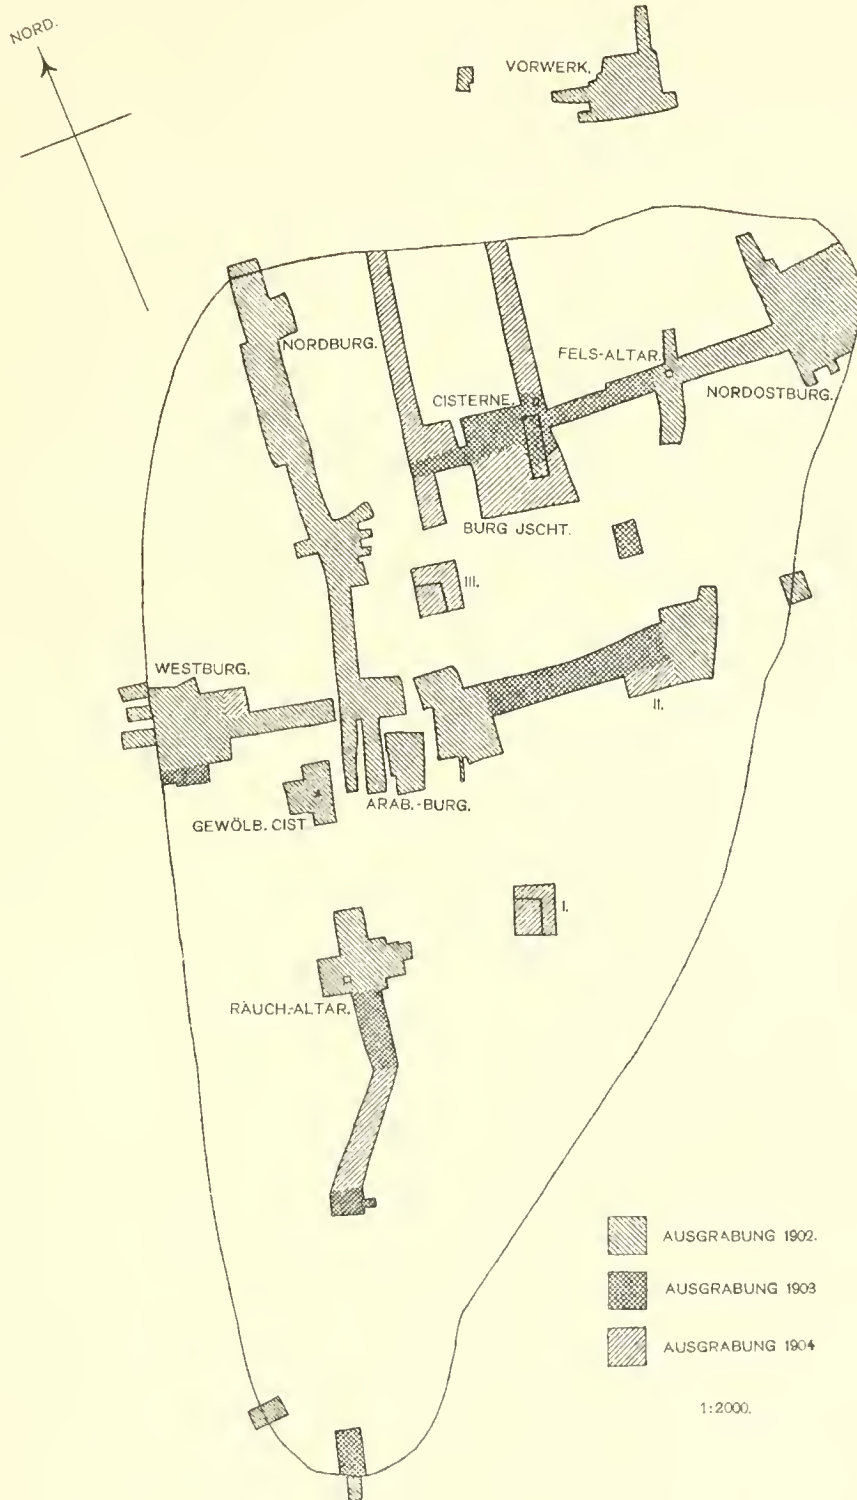 NORD.
VORWERK.
NORDBURG.
FELS-ALTAR.
CISTERNE.
NORDOSTBURG.
BURG JSCHT.
III.
WESTBURG.
II.
ARAB.-BURG.
GEWÖLB. CIST
I.
RÄUCH.-ALTAR.
AUSGRABUNG 1902.
AUSGRABUNG 1903
AUSGRABUNG 1904
1:2000.